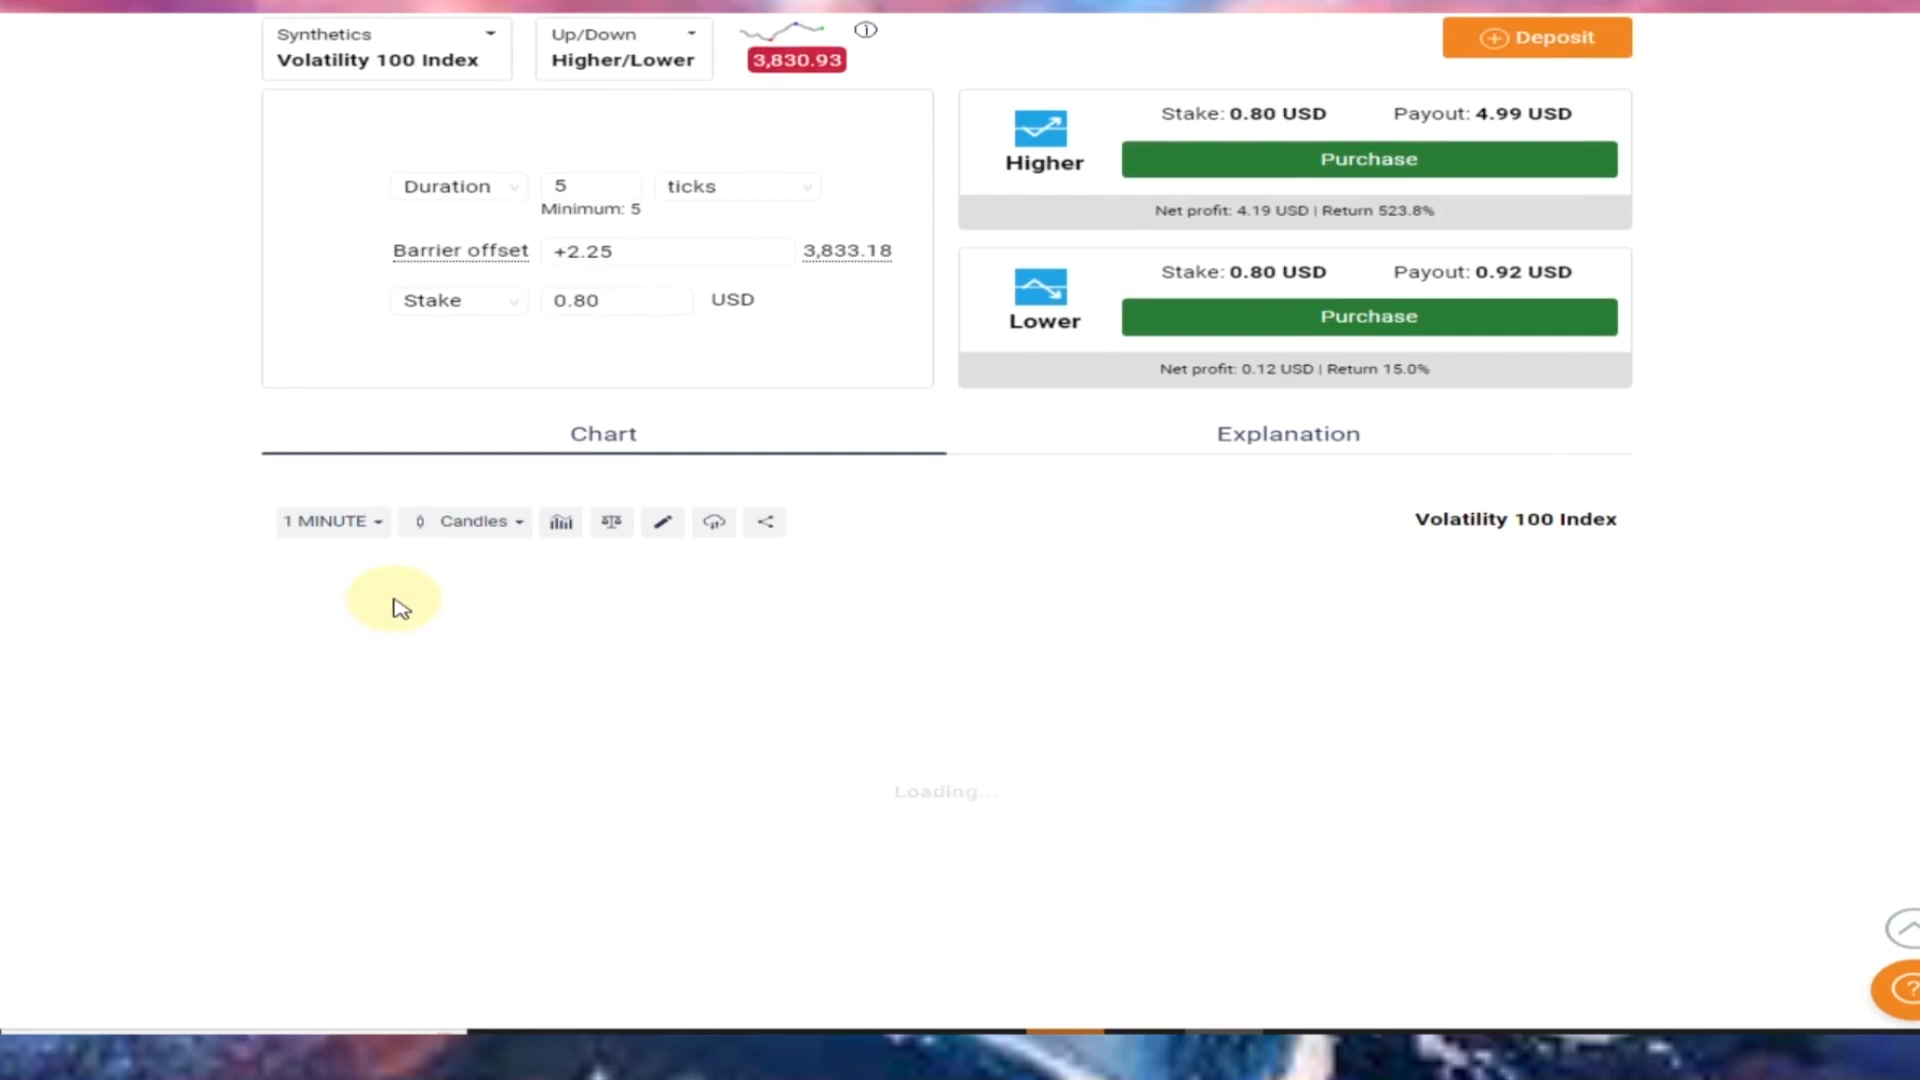 Synthetics
Volatility 100 Index
Up/Down
Higher/Lower
3,830.93
Deposit
Duration 5 ticks
Minimum: 5
Barrier offset +2.25 3,833.18
Stake 0.80 USD
Higher
Stake: 0.80 USD Payout: 4.99 USD
Purchase
Net profit: 4.19 USD | Return 523.8%
Lower
Stake: 0.80 USD Payout: 0.92 USD
Purchase
Net profit: 0.12 USD | Return 15.0%
Chart Explanation
1 MINUTE Candles Volatility 100 Index
Loading...